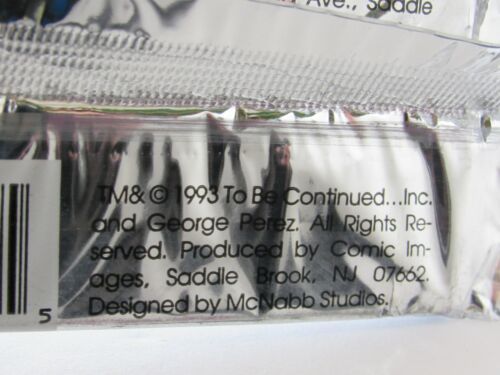 Ave., Saddle
TM& © 1993 To Be Continued...Inc.
and George Perez. All Rights Re-
served. Produced by Comic Im-
ages, Saddle Brook, NJ 07662.
Designed by McNabb Studios.
5